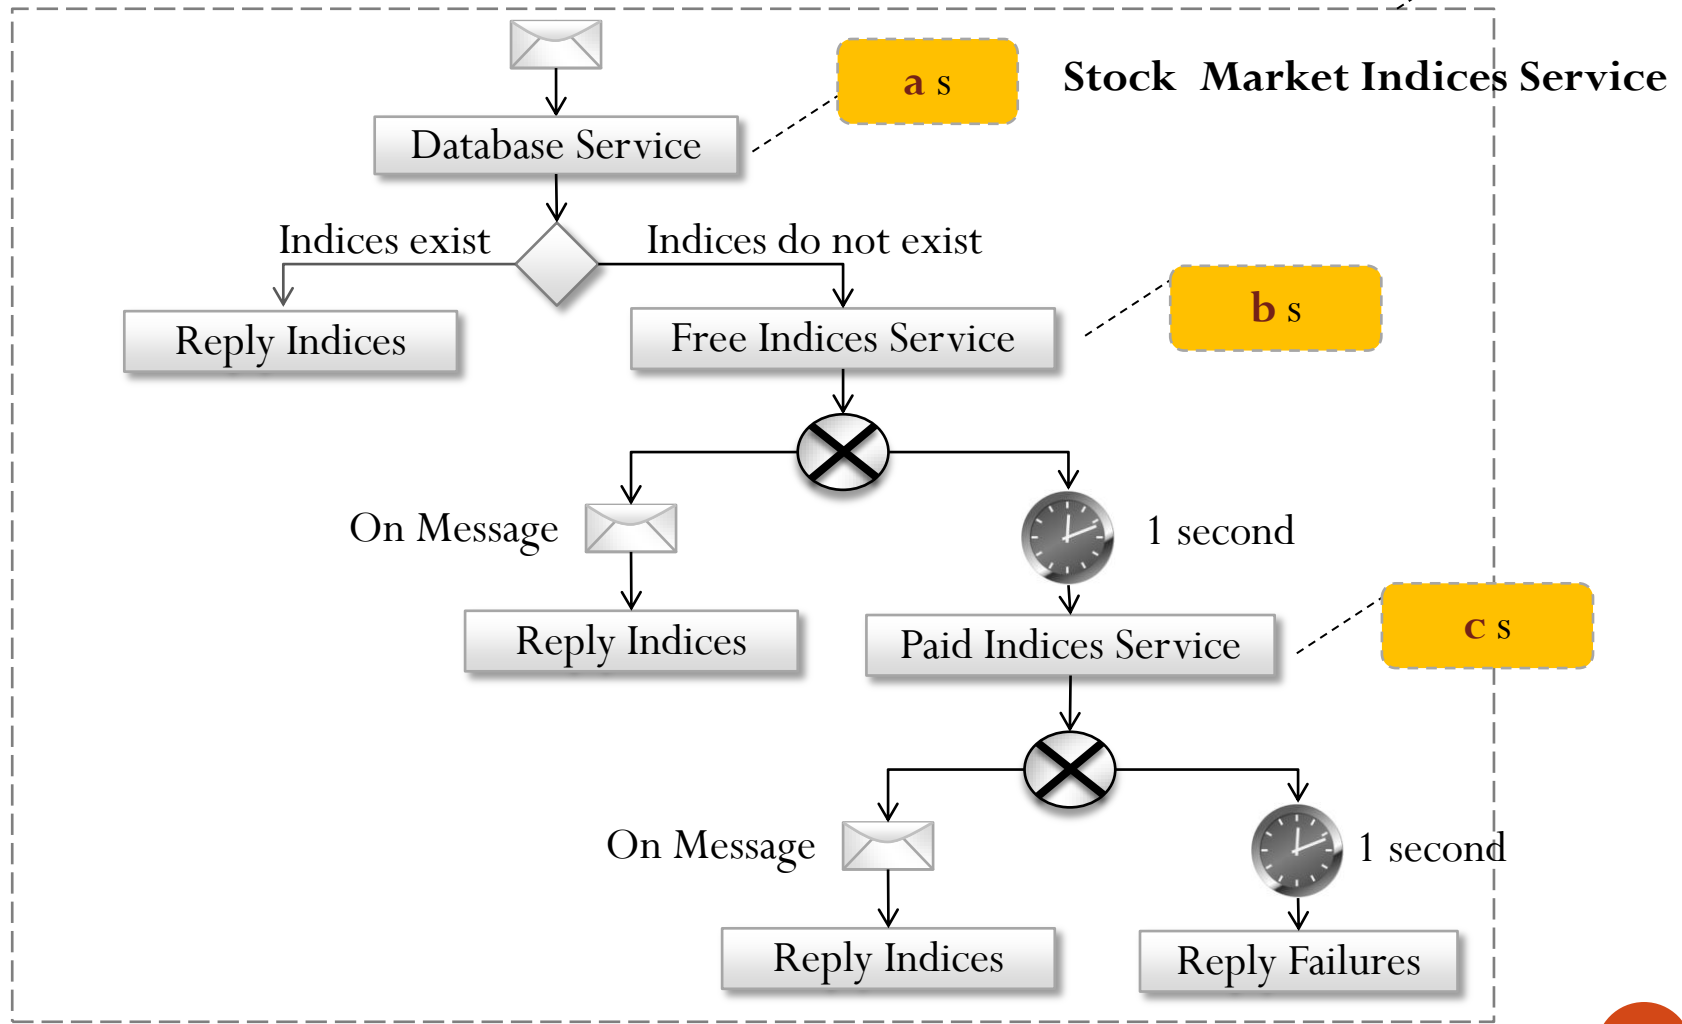 a s
Stock Market Indices Service
Database Service
Indices exist
Indices do not exist
b s
Reply Indices
Free Indices Service
On Message
1 second
Reply Indices
Paid Indices Service
c s
On Message
1 second
Reply Indices
Reply Failures